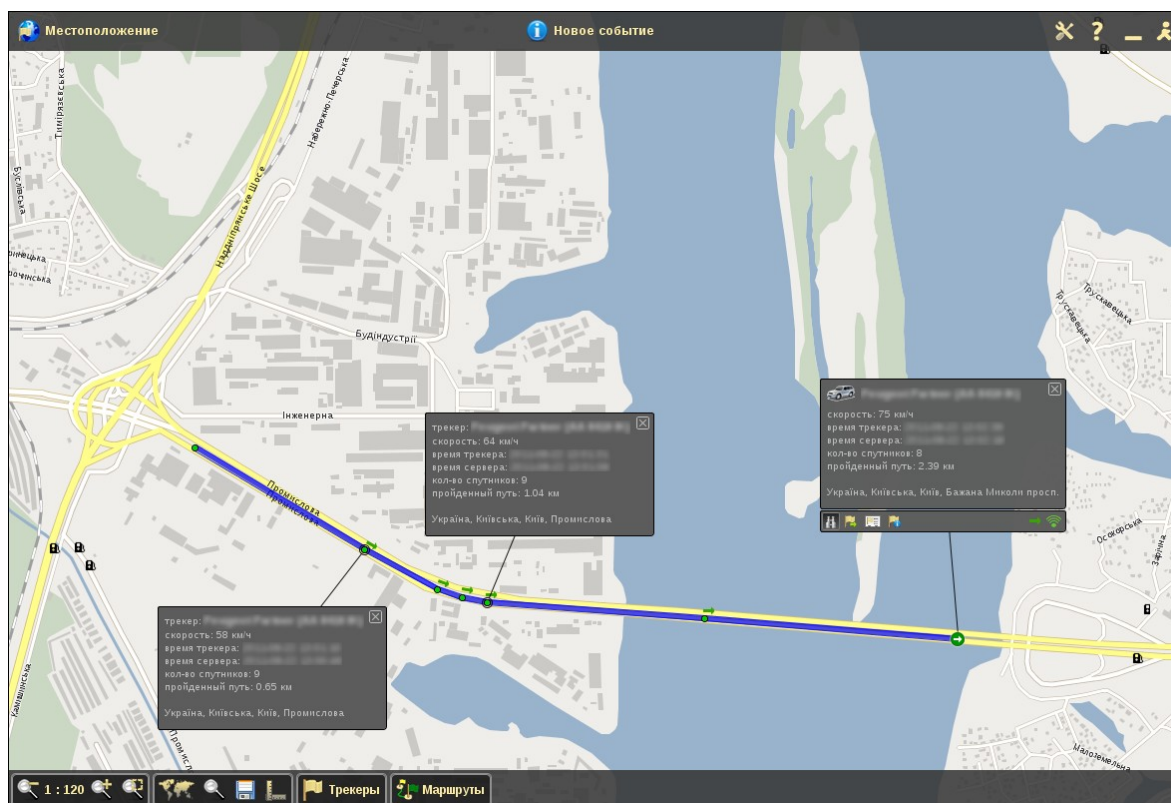 Местоположение
Новое событие
?
Тимірязєвська
Набережно-Печерська
Буслівська
Наддніпрянське Шосе
Трускавецька
Трускавецька
Будіндустрії
Інженерна
скорость: 75 км/ч
время трекера:
время сервера:
кол-во спутников: 8
пройденный путь: 2.39 км
Україна, Київська, Київ, Бажана Миколи просп.
трекер:
скорость: 64 км/ч
время трекера:
время сервера:
кол-во спутников: 9
пройденный путь: 1.04 км
Україна, Київська, Київ, Промислова
Промислова
Промислова
Осокорська
Зарічна
трекер:
скорость: 58 км/ч
время трекера:
время сервера:
кол-во спутников: 9
пройденный путь: 0.65 км
Україна, Київська, Київ, Промислова
Камишинська
Малоземельна
1 : 120
Трекеры
Маршруты